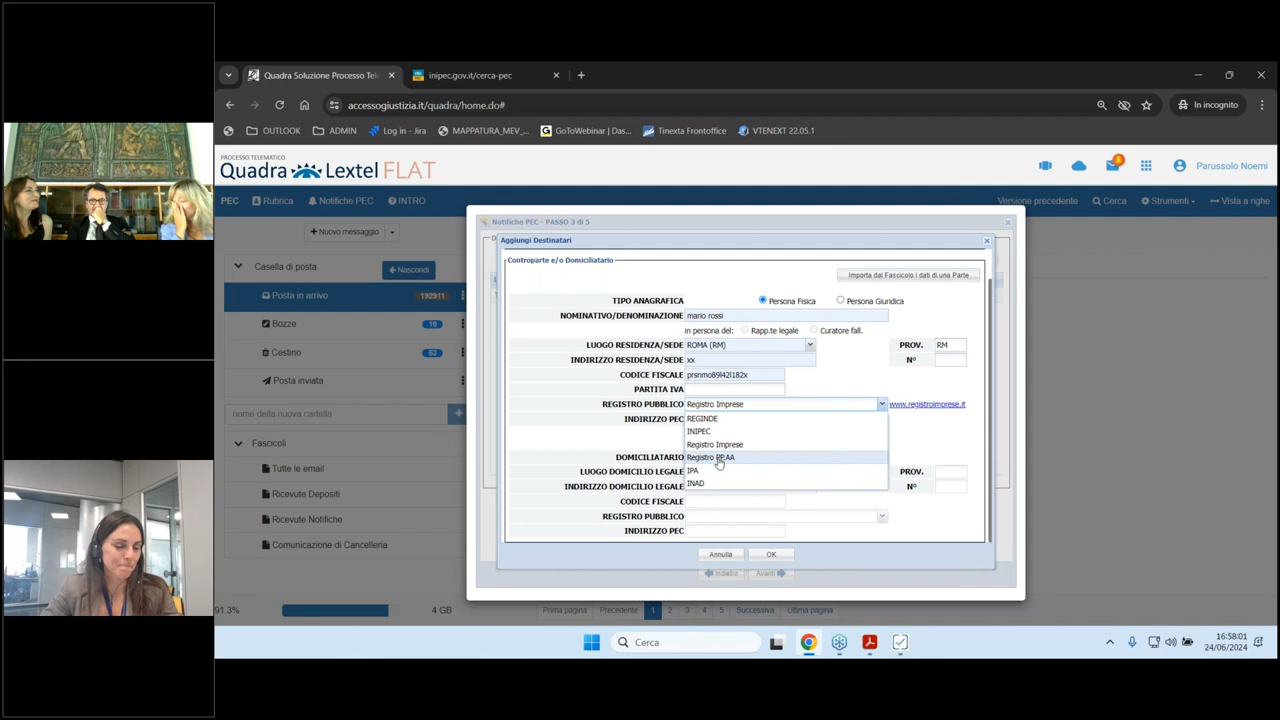 Quadra Soluzione Processo Tele
inipec.gov.it/cerca-pec
accessogiustizia.it/quadra/home.do#
In incognito
OUTLOOK
ADMIN
Log in - Jira
MAPPATURA_MEV_...
GoToWebinar | Das...
Tinexta Frontoffice
VTENEXT 22.05.1
PROCESSO TELEMATICO
Quadra Lextel FLAT
Parussolo Noemi
PEC
Rubrica
Notifiche PEC
INTRO
Versione precedente
Cerca
Strumenti
Vista a righe
Nuovo messaggio
Casella di posta
Nascondi
Posta in arrivo
192911
Bozze
19
Cestino
53
Posta inviata
nome della nuova cartella
Fascicoli
Tutte le email
Ricevute Depositi
Ricevute Notifiche
Comunicazione di Cancelleria
91.3%
4 GB
Notifiche PEC - PASSO 3 di 5
Aggiungi Destinatari
Controparte e/o Domiciliatario
Importa dal Fascicolo i dati di una Parte
TIPO ANAGRAFICA
Persona Fisica
Persona Giuridica
NOMINATIVO/DENOMINAZIONE
mario rossi
in persona del:
Rapp.te legale
Curatore fall.
LUOGO RESIDENZA/SEDE
ROMA (RM)
PROV.
RM
INDIRIZZO RESIDENZA/SEDE
xx
N°
CODICE FISCALE
prsnmo89l42l182x
PARTITA IVA
REGISTRO PUBBLICO
Registro Imprese
www.registroimprese.it
INDIRIZZO PEC
REGINDE
INIPEC
Registro Imprese
Registro PP.AA
IPA
INAD
DOMICILIATARIO
LUOGO DOMICILIO LEGALE
PROV.
INDIRIZZO DOMICILIO LEGALE
N°
CODICE FISCALE
REGISTRO PUBBLICO
INDIRIZZO PEC
Annulla
OK
Indietro
Avanti
Prima pagina
Precedente
1
2
3
4
5
Successiva
Ultima pagina
Cerca
16:58:01
24/06/2024